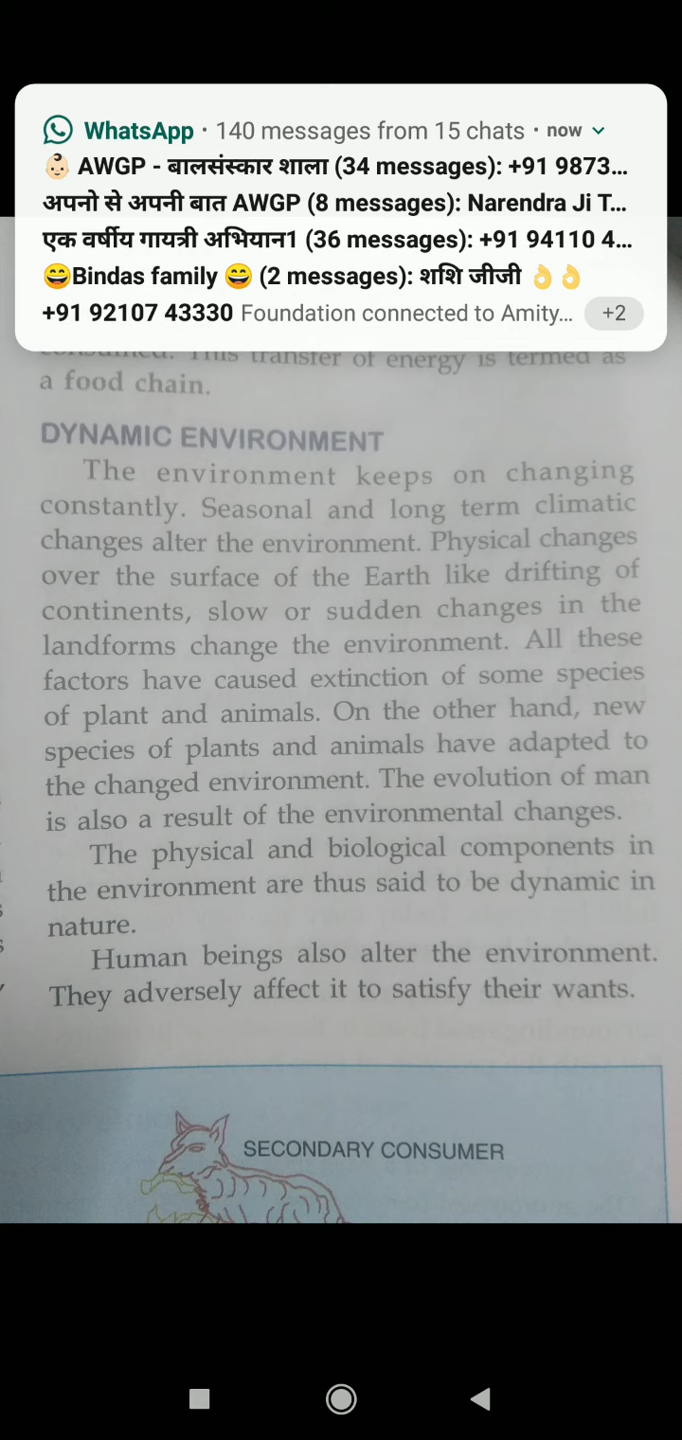 WhatsApp · 140 messages from 15 chats · now
👶🏻 AWGP - बालसंस्कार शाला (34 messages): +91 9873...
अपनो से अपनी बात AWGP (8 messages): Narendra Ji T...
एक वर्षीय गायत्री अभियान1 (36 messages): +91 94110 4...
😄Bindas family 😄 (2 messages): शशि जीजी 👌👌
+91 92107 43330 Foundation connected to Amity... +2
consumed. This transfer of energy is termed as
a food chain.
DYNAMIC ENVIRONMENT
The environment keeps on changing
constantly. Seasonal and long term climatic
changes alter the environment. Physical changes
over the surface of the Earth like drifting of
continents, slow or sudden changes in the
landforms change the environment. All these
factors have caused extinction of some species
of plant and animals. On the other hand, new
species of plants and animals have adapted to
the changed environment. The evolution of man
is also a result of the environmental changes.
The physical and biological components in
the environment are thus said to be dynamic in
nature.
Human beings also alter the environment.
They adversely affect it to satisfy their wants.
SECONDARY CONSUMER